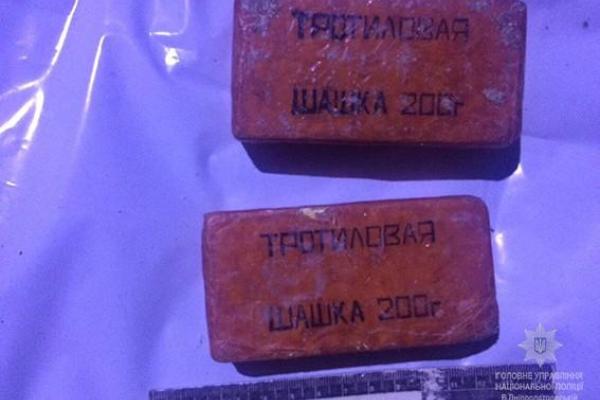 ТРОТИЛОВАЯ
ШАШКА 200г
ТРОТИЛОВАЯ
ШАШКА 200г
ГОЛОВНЕ УПРАВЛІННЯ
НАЦІОНАЛЬНОЇ ПОЛІЦІЇ